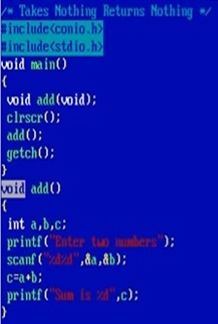 /* Takes Nothing Returns Nothing */
#include<conio.h>
#include<stdio.h>
void main()
{
void add(void);
clrscr();
add();
getch();
}
void add()
{
int a,b,c;
printf("Enter two numbers");
scanf("%d%d",&a,&b);
c=a+b;
printf("Sum is %d",c);
}